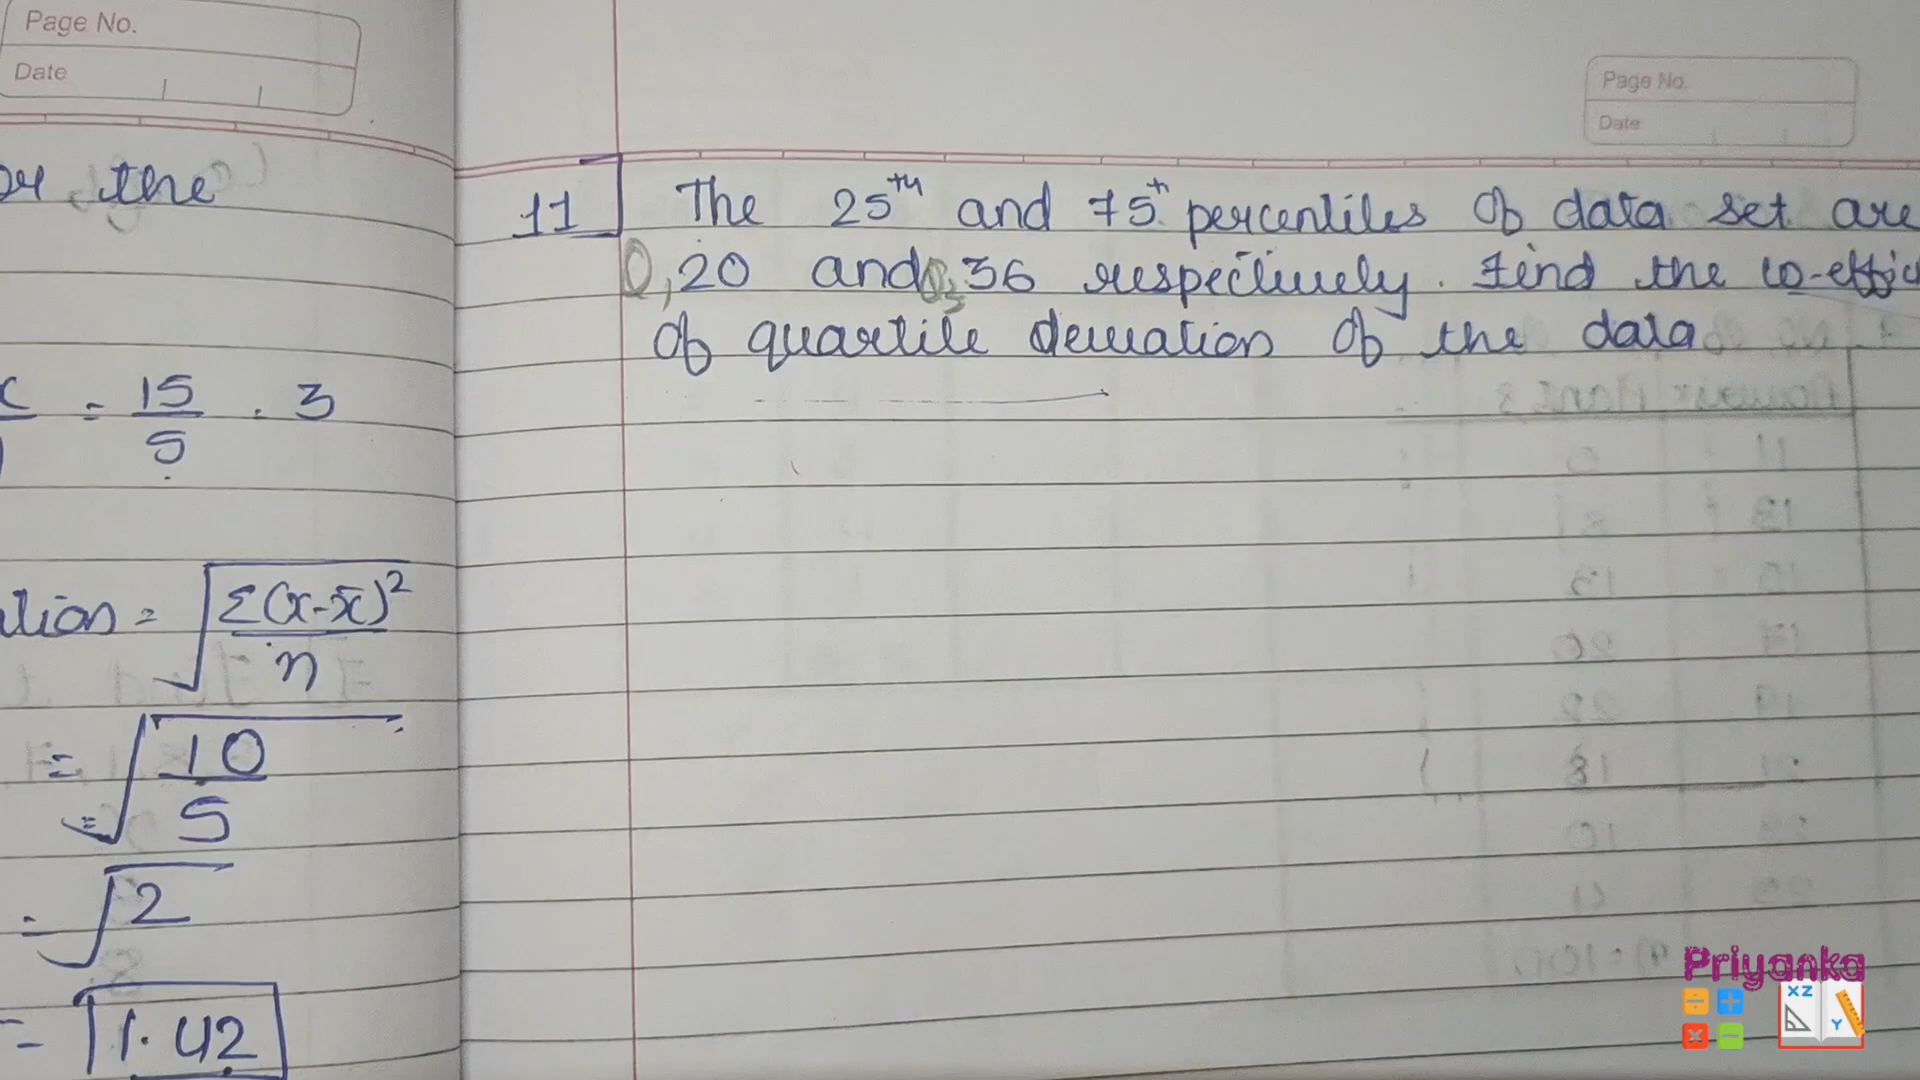 Page No.
Date
the
= 15/5 . 3
= √Σ(x-x̄)²/n
= √10/5
= √2
= 1.42
Page No.
Date
11] The 25th and 75th percentiles of data set are
Q₁, 20 and Q₃, 36 respectively. Find the co-effic
of quartile deviation of the data
Priyanka
XZ
Y